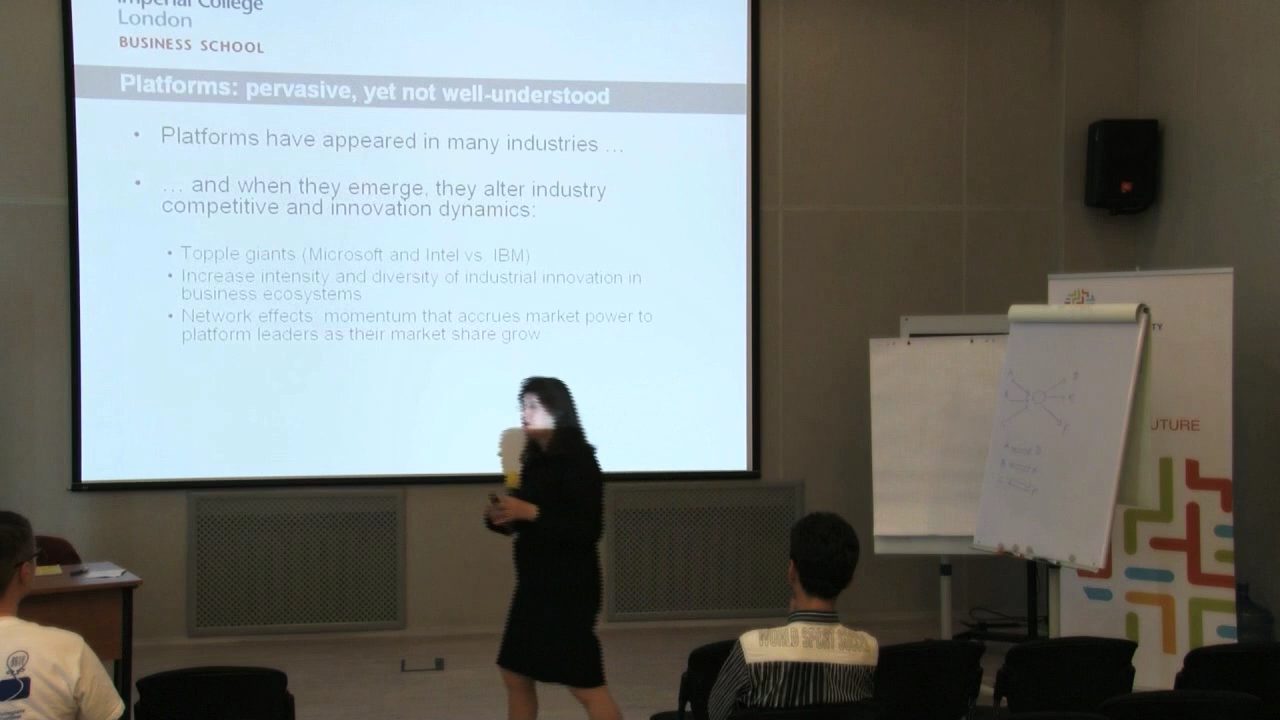 Imperial College
London
BUSINESS SCHOOL
Platforms: pervasive, yet not well-understood
• Platforms have appeared in many industries ...
• ... and when they emerge, they alter industry
competitive and innovation dynamics:
• Topple giants (Microsoft and Intel vs. IBM)
• Increase intensity and diversity of industrial innovation in
business ecosystems
• Network effects: momentum that accrues market power to
platform leaders as their market share grow
TY
UTURE
WORLD SPORT